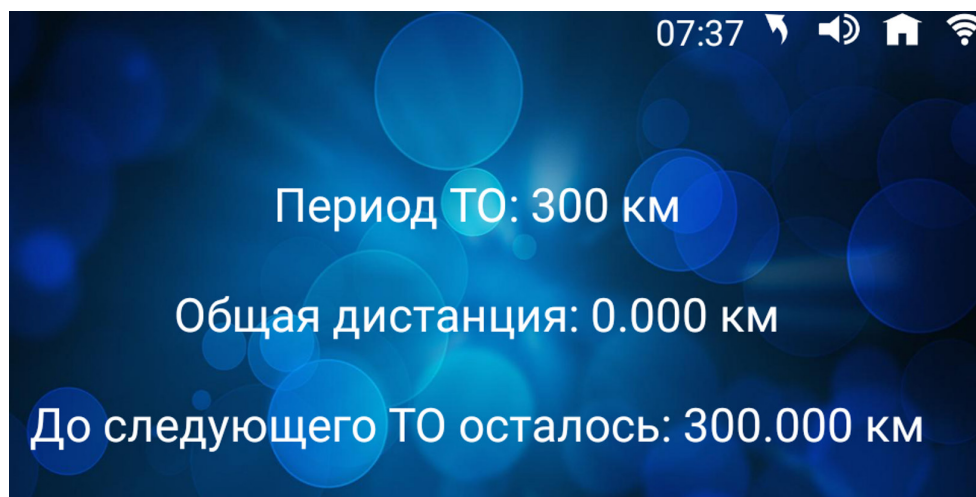 07:37
Период ТО: 300 км
Общая дистанция: 0.000 км
До следующего ТО осталось: 300.000 км